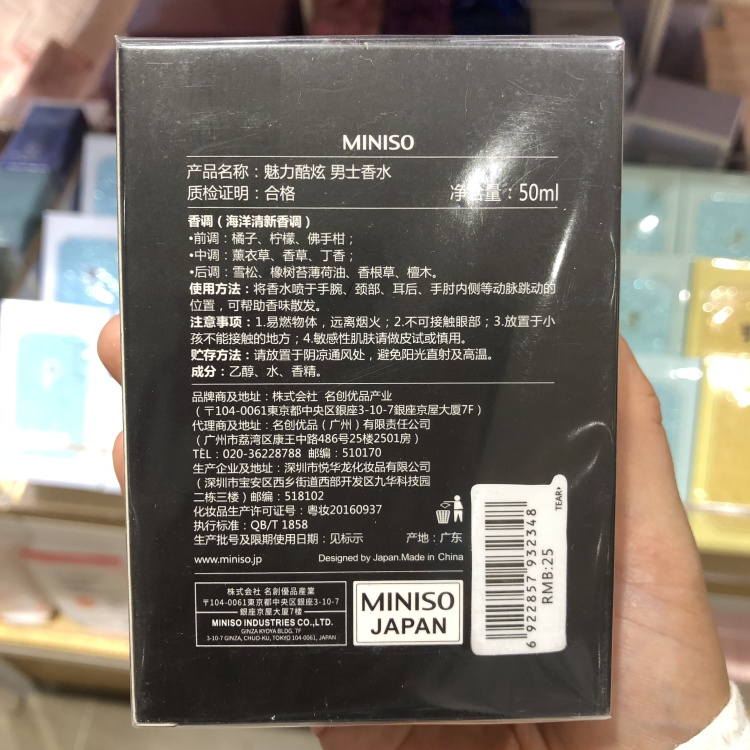 MINISO
产品名称：魅力酷炫 男士香水
质检证明：合格
净含量：50ml
香调（海洋清新香调）
•前调：橘子、柠檬、佛手柑；
•中调：薰衣草、香草、丁香；
•后调：雪松、橡树苔薄荷油、香根草、檀木。
使用方法：将香水喷于手腕、颈部、耳后、手肘内侧等动脉跳动的
位置，可帮助香味散发。
注意事项：1.易燃物体，远离烟火；2.不可接触眼部；3.放置于小
孩不能接触的地方；4.敏感性肌肤请做皮试或慎用。
贮存方法：请放置于阴凉通风处，避免阳光直射及高温。
成分：乙醇、水、香精。
品牌商及地址：株式会社 名创优品产业
（〒104-0061東京都中央区銀座3-10-7銀座京屋大厦7F）
代理商及地址：名创优品（广州）有限责任公司
（广州市荔湾区康王中路486号25楼2501房）
TEL：020-36228788 邮编：510170
生产企业及地址：深圳市悦华龙化妆品有限公司
（深圳市宝安区西乡街道西部开发区九华科技园
二栋三楼）邮编：518102
化妆品生产许可证号：粤妆20160937
执行标准：QB/T 1858
生产批号及限期使用日期：见标示
产地：广东
www.miniso.jp
Designed by Japan.Made in China
株式会社 名創優品産業
〒104-0061東京都中央区銀座3-10-7
銀座京屋大厦7楼
MINISO INDUSTRIES CO.,LTD.
GINZA KYOYA BLDG. 7F
3-10-7 GINZA, CHUO-KU, TOKYO 104-0061, JAPAN
MINISO
JAPAN
TEAR
6 922857 932348
RMB:25